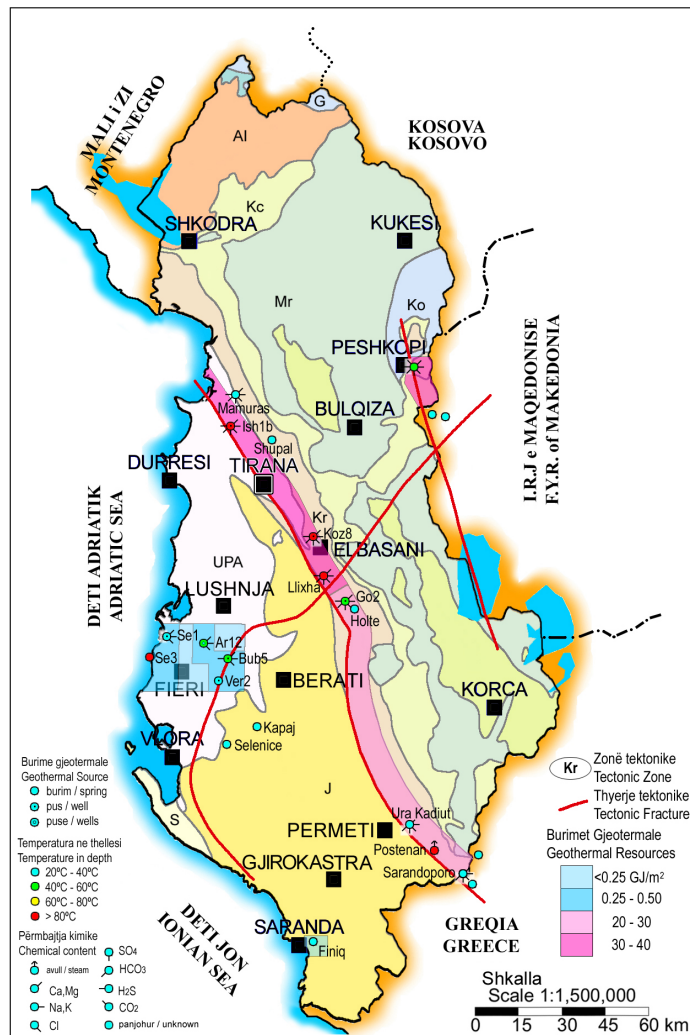 MALI i ZI
MONTENEGRO
KOSOVA
KOSOVO
G
Al
Kc
SHKODRA
KUKESI
Mr
Ko
PESHKOPI
Mamuras
Ish1b
BULQIZA
Shupal
DURRESI
TIRANA
I.R.J e MAQEDONISE
F.Y.R. of MAKEDONIA
DETI ADRIATIK
ADRIATIC SEA
Kr
Koz8
ELBASANI
UPA
Llixha
LUSHNJA
Go2
Holte
Se1
Ar12
Se3
Bub5
FIERI
Ver2
BERATI
KORCA
Kapaj
VLORA
Selenice
J
S
Ura Kadiut
PERMETI
Postenan
GJIROKASTRA
Sarandoporo
DETI JON
IONIAN SEA
SARANDA
Finiq
GREQIA
GREECE
Burime gjeotermale
Geothermal Source
burim / spring
pus / well
puse / wells
Temperatura ne thellesi
Temperature in depth
20ºC - 40ºC
40ºC - 60ºC
60ºC - 80ºC
> 80ºC
Përmbajtja kimike
Chemical content
avull / steam
Ca,Mg
Na,K
Cl
SO4
HCO3
H2S
CO2
panjohur / unknown
Kr
Zonë tektonike
Tectonic Zone
Thyerje tektonike
Tectonic Fracture
Burimet Gjeotermale
Geothermal Resources
<0.25 GJ/m²
0.25 - 0.50
20 - 30
30 - 40
Shkalla
Scale 1:1,500,000
0 15 30 45 60 km